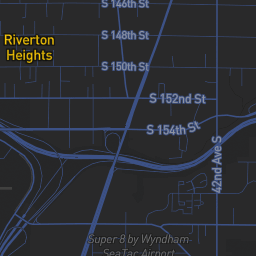 S 146th St
Riverton
Heights
S 148th St
S 150th St
S 152nd St
S 154th St
42nd Ave S
Super 8 by Wyndham
SeaTac Airport